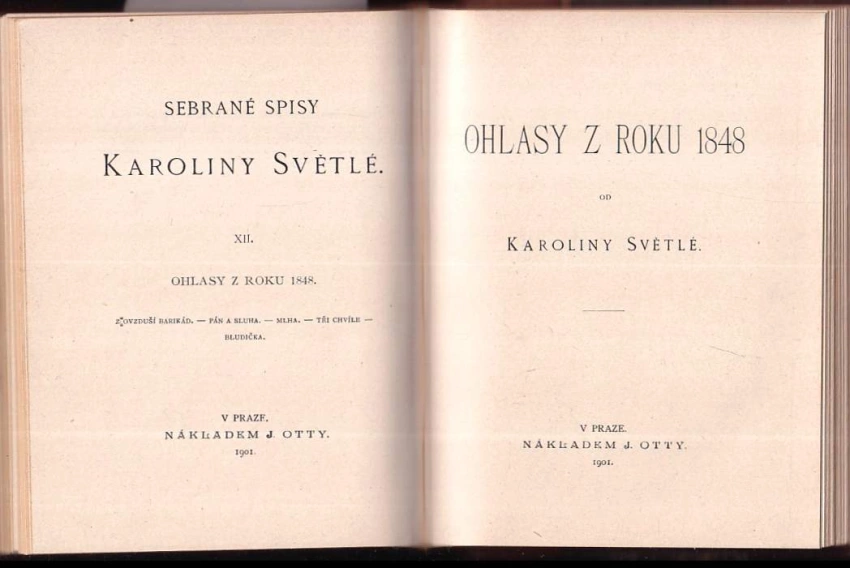 SEBRANÉ SPISY
KAROLINY SVĚTLÉ.
XII.
OHLASY Z ROKU 1848.
Z OVZDUŠÍ BARIKÁD. — PÁN A SLUHA. — MLHA. — TŘI CHVÍLE —
BLUDIČKA.
V PRAZE.
NÁKLADEM J. OTTY.
1901.
OHLASY Z ROKU 1848
OD
KAROLINY SVĚTLÉ.
V PRAZE.
NÁKLADEM J. OTTY.
1901.